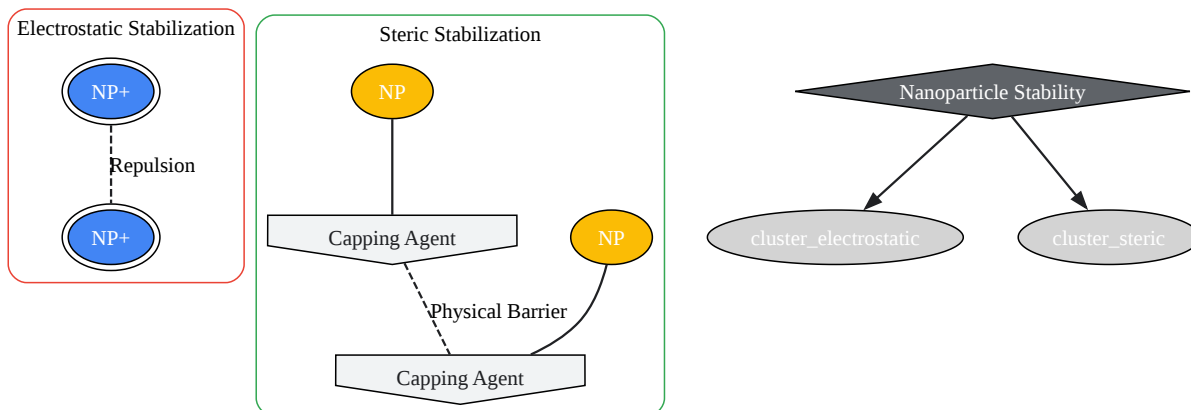 Electrostatic Stabilization
NP+
Repulsion
NP+
Steric Stabilization
NP
Capping Agent
NP
Physical Barrier
Capping Agent
Nanoparticle Stability
cluster_electrostatic
cluster_steric